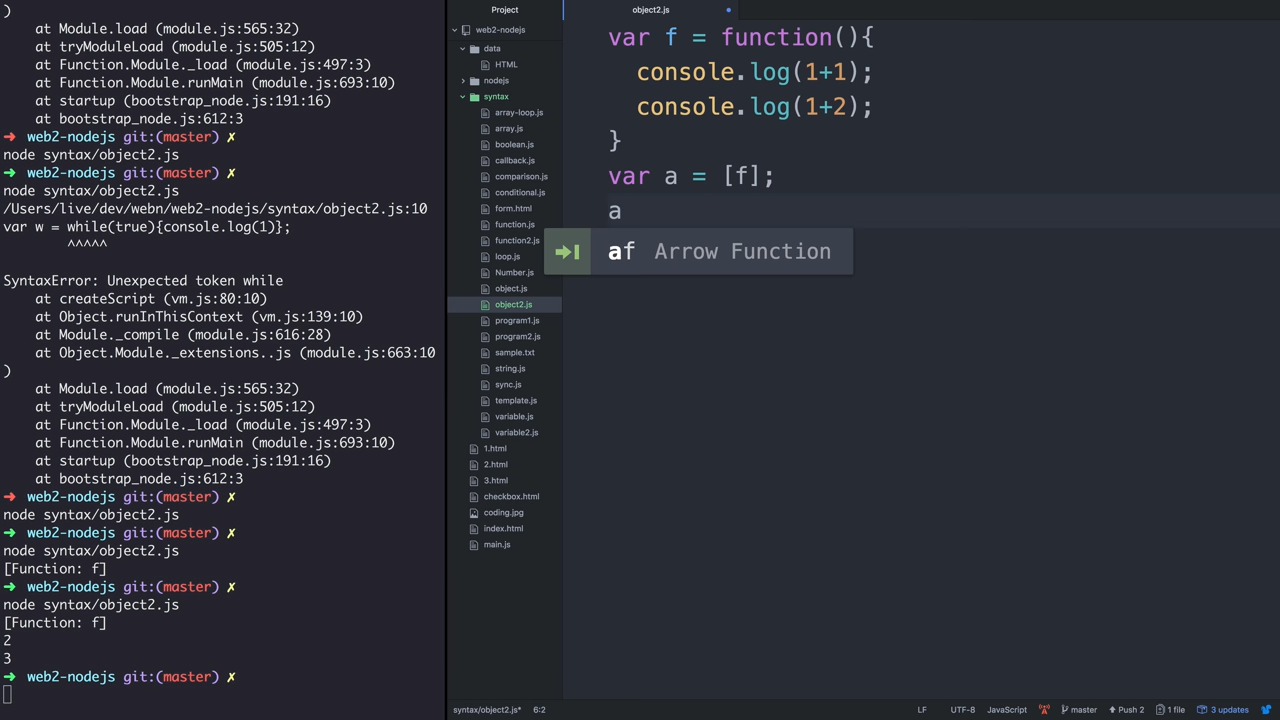 )
    at Module.load (module.js:565:32)
    at tryModuleLoad (module.js:505:12)
    at Function.Module._load (module.js:497:3)
    at Function.Module.runMain (module.js:693:10)
    at startup (bootstrap_node.js:191:16)
    at bootstrap_node.js:612:3
➜  web2-nodejs git:(master) ✗
node syntax/object2.js
➜  web2-nodejs git:(master) ✗
node syntax/object2.js
/Users/live/dev/webn/web2-nodejs/syntax/object2.js:10
var w = while(true){console.log(1)};
        ^^^^^
SyntaxError: Unexpected token while
    at createScript (vm.js:80:10)
    at Object.runInThisContext (vm.js:139:10)
    at Module._compile (module.js:616:28)
    at Object.Module._extensions..js (module.js:663:10
)
    at Module.load (module.js:565:32)
    at tryModuleLoad (module.js:505:12)
    at Function.Module._load (module.js:497:3)
    at Function.Module.runMain (module.js:693:10)
    at startup (bootstrap_node.js:191:16)
    at bootstrap_node.js:612:3
➜  web2-nodejs git:(master) ✗
node syntax/object2.js
➜  web2-nodejs git:(master) ✗
node syntax/object2.js
[Function: f]
➜  web2-nodejs git:(master) ✗
node syntax/object2.js
[Function: f]
2
3
➜  web2-nodejs git:(master) ✗
Project
web2-nodejs
data
HTML
nodejs
syntax
array-loop.js
array.js
boolean.js
callback.js
comparison.js
conditional.js
form.html
function.js
function2.js
loop.js
Number.js
object.js
object2.js
program1.js
program2.js
sample.txt
string.js
sync.js
template.js
variable.js
variable2.js
1.html
2.html
3.html
checkbox.html
coding.jpg
index.html
main.js
object2.js
var f = function(){
  console.log(1+1);
  console.log(1+2);
}
var a = [f];
a
af Arrow Function
syntax/object2.js* 6:2 LF UTF-8 JavaScript master Push 2 1 file 3 updates